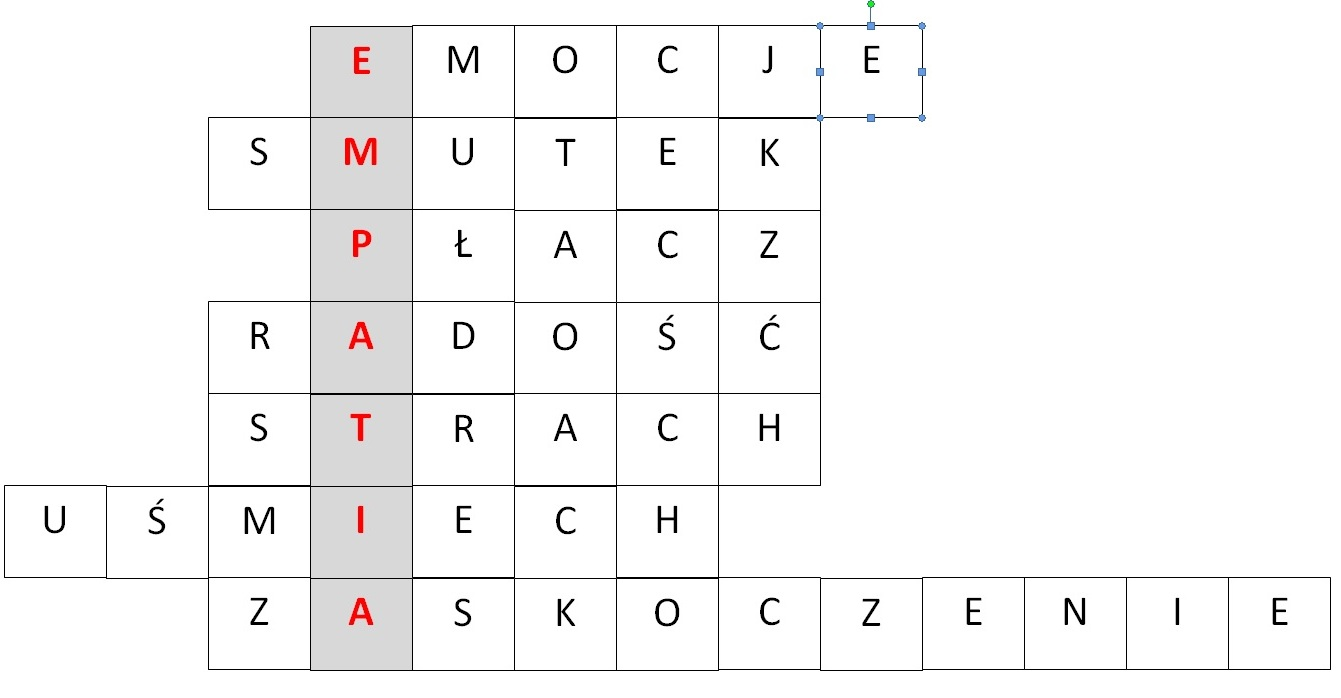 EMOCJE
SMUTEK
PŁACZ
RADOŚĆ
STRACH
UŚMIECH
ZASKOCZENIE